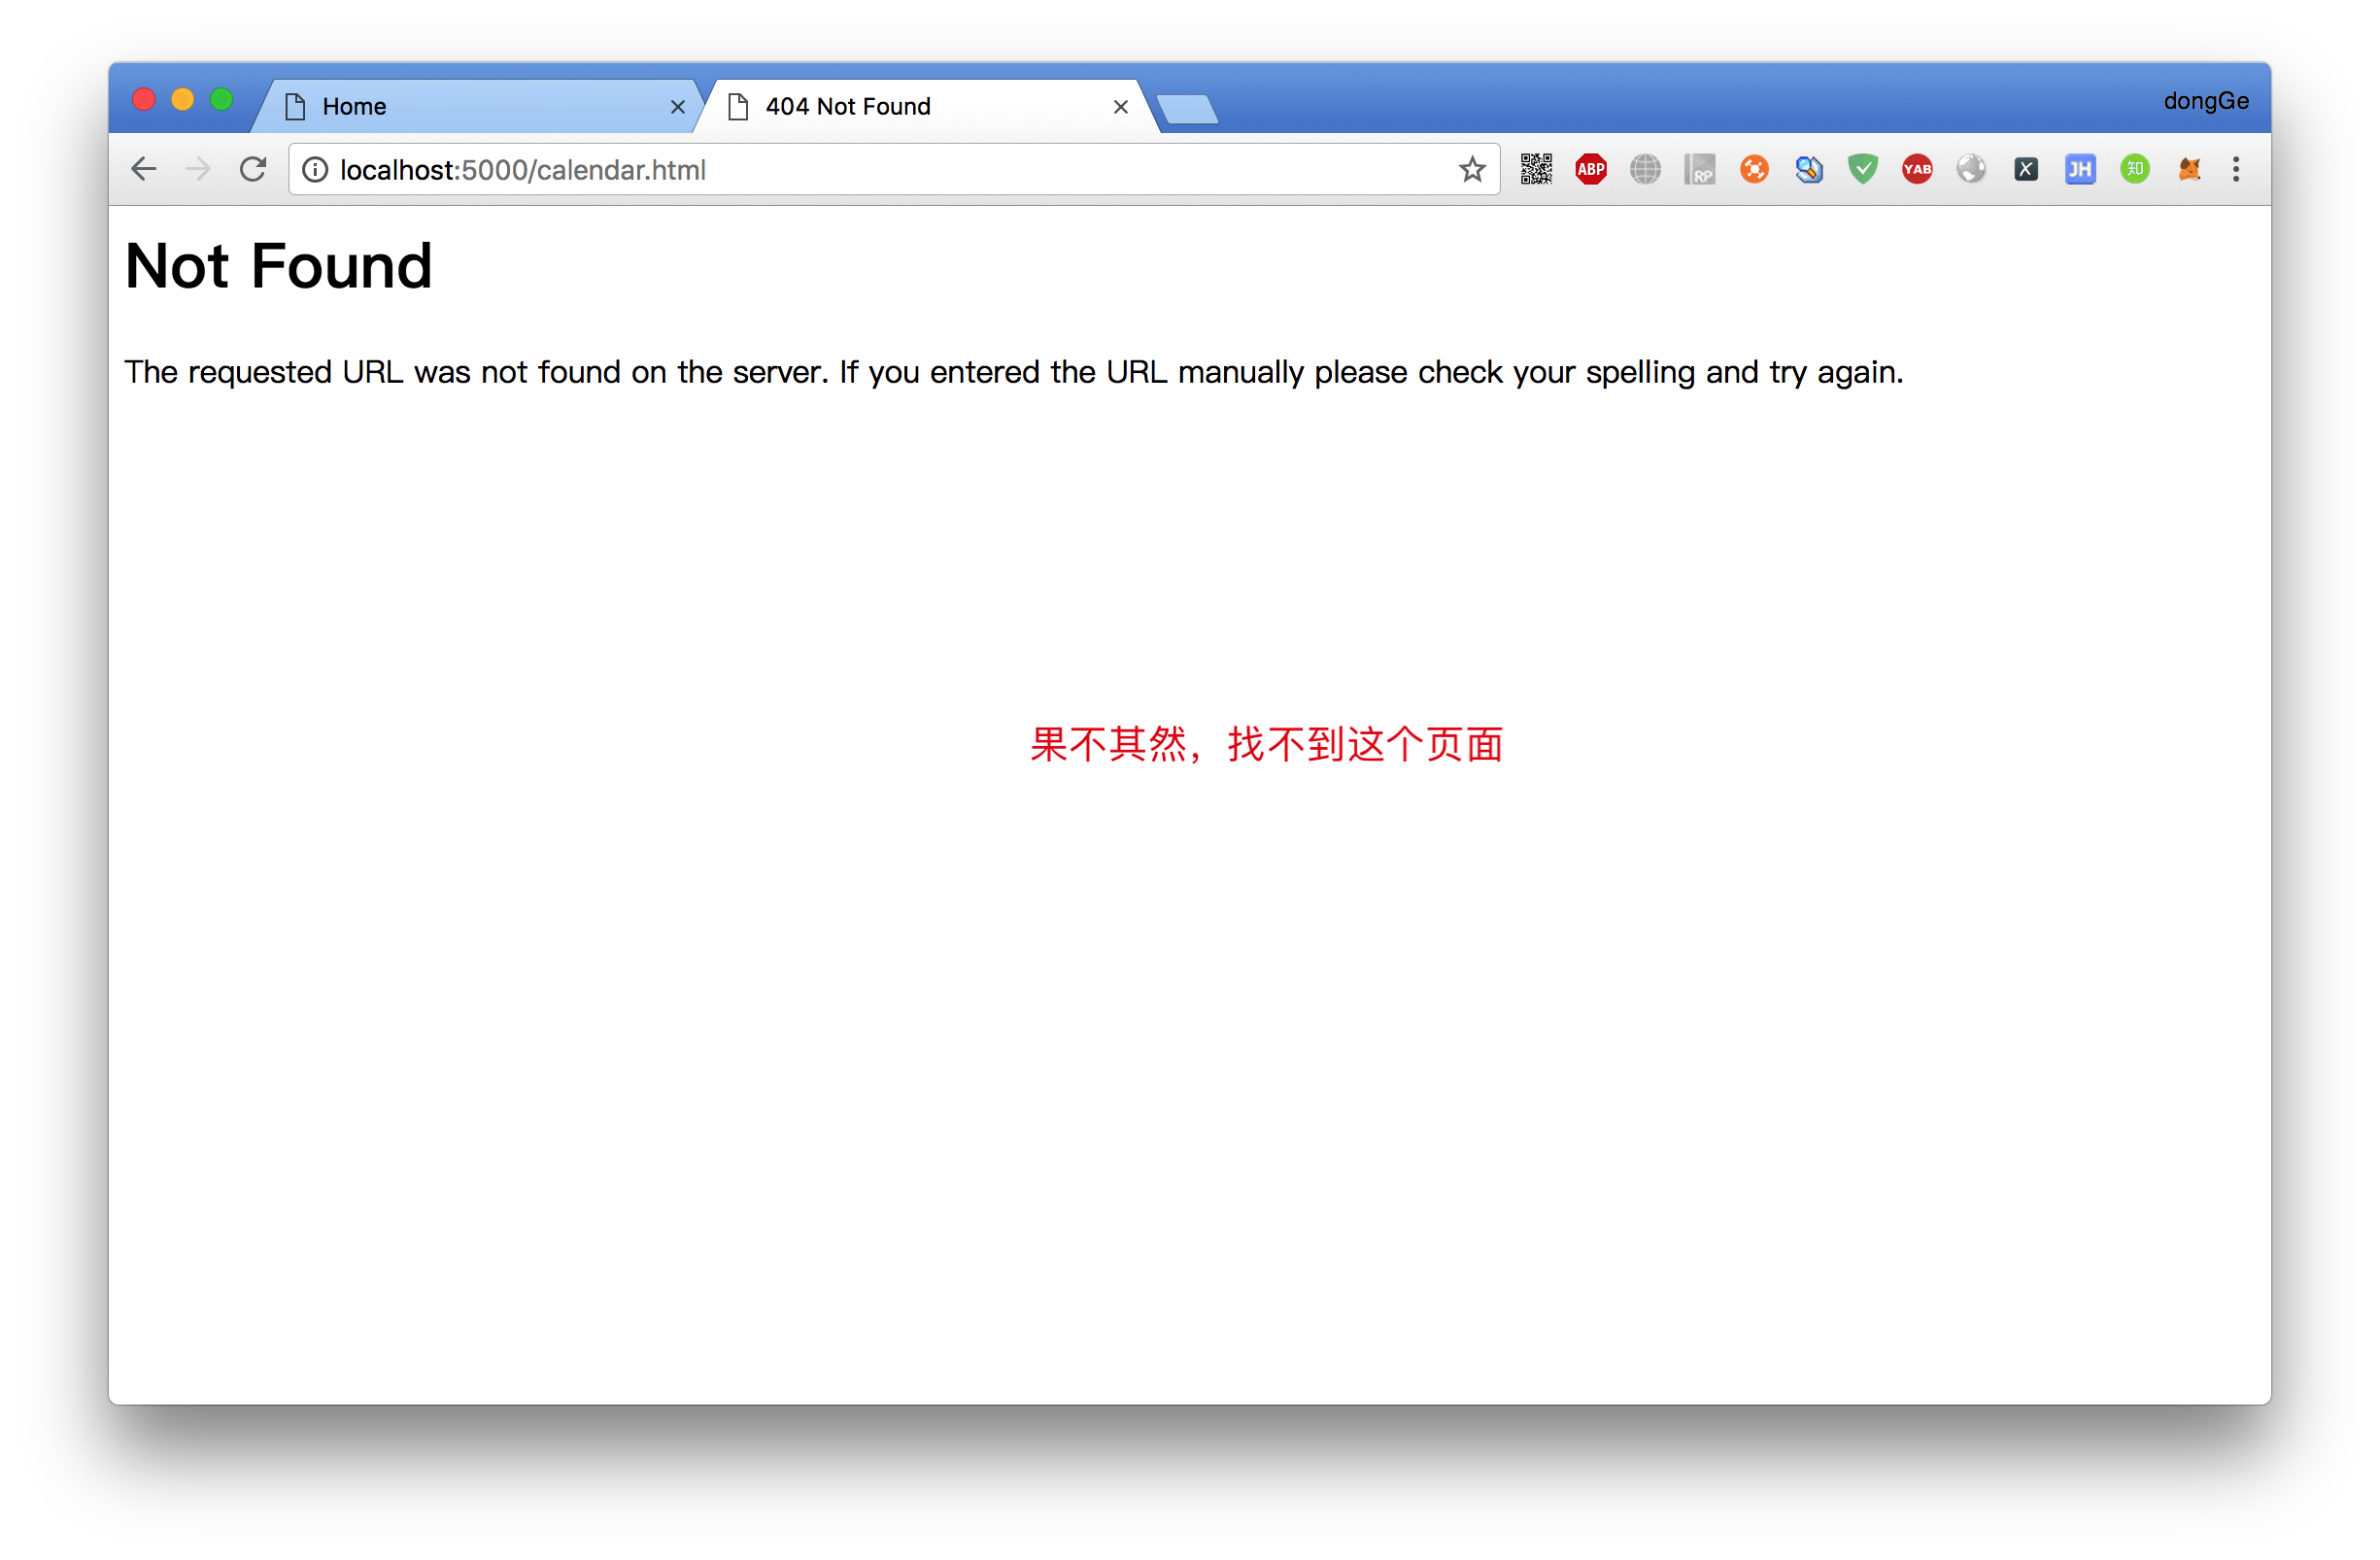 Home
404 Not Found
dongGe
localhost:5000/calendar.html
ABP
RP
YAB
X
JH
知
Not Found
The requested URL was not found on the server. If you entered the URL manually please check your spelling and try again.
果不其然，找不到这个页面